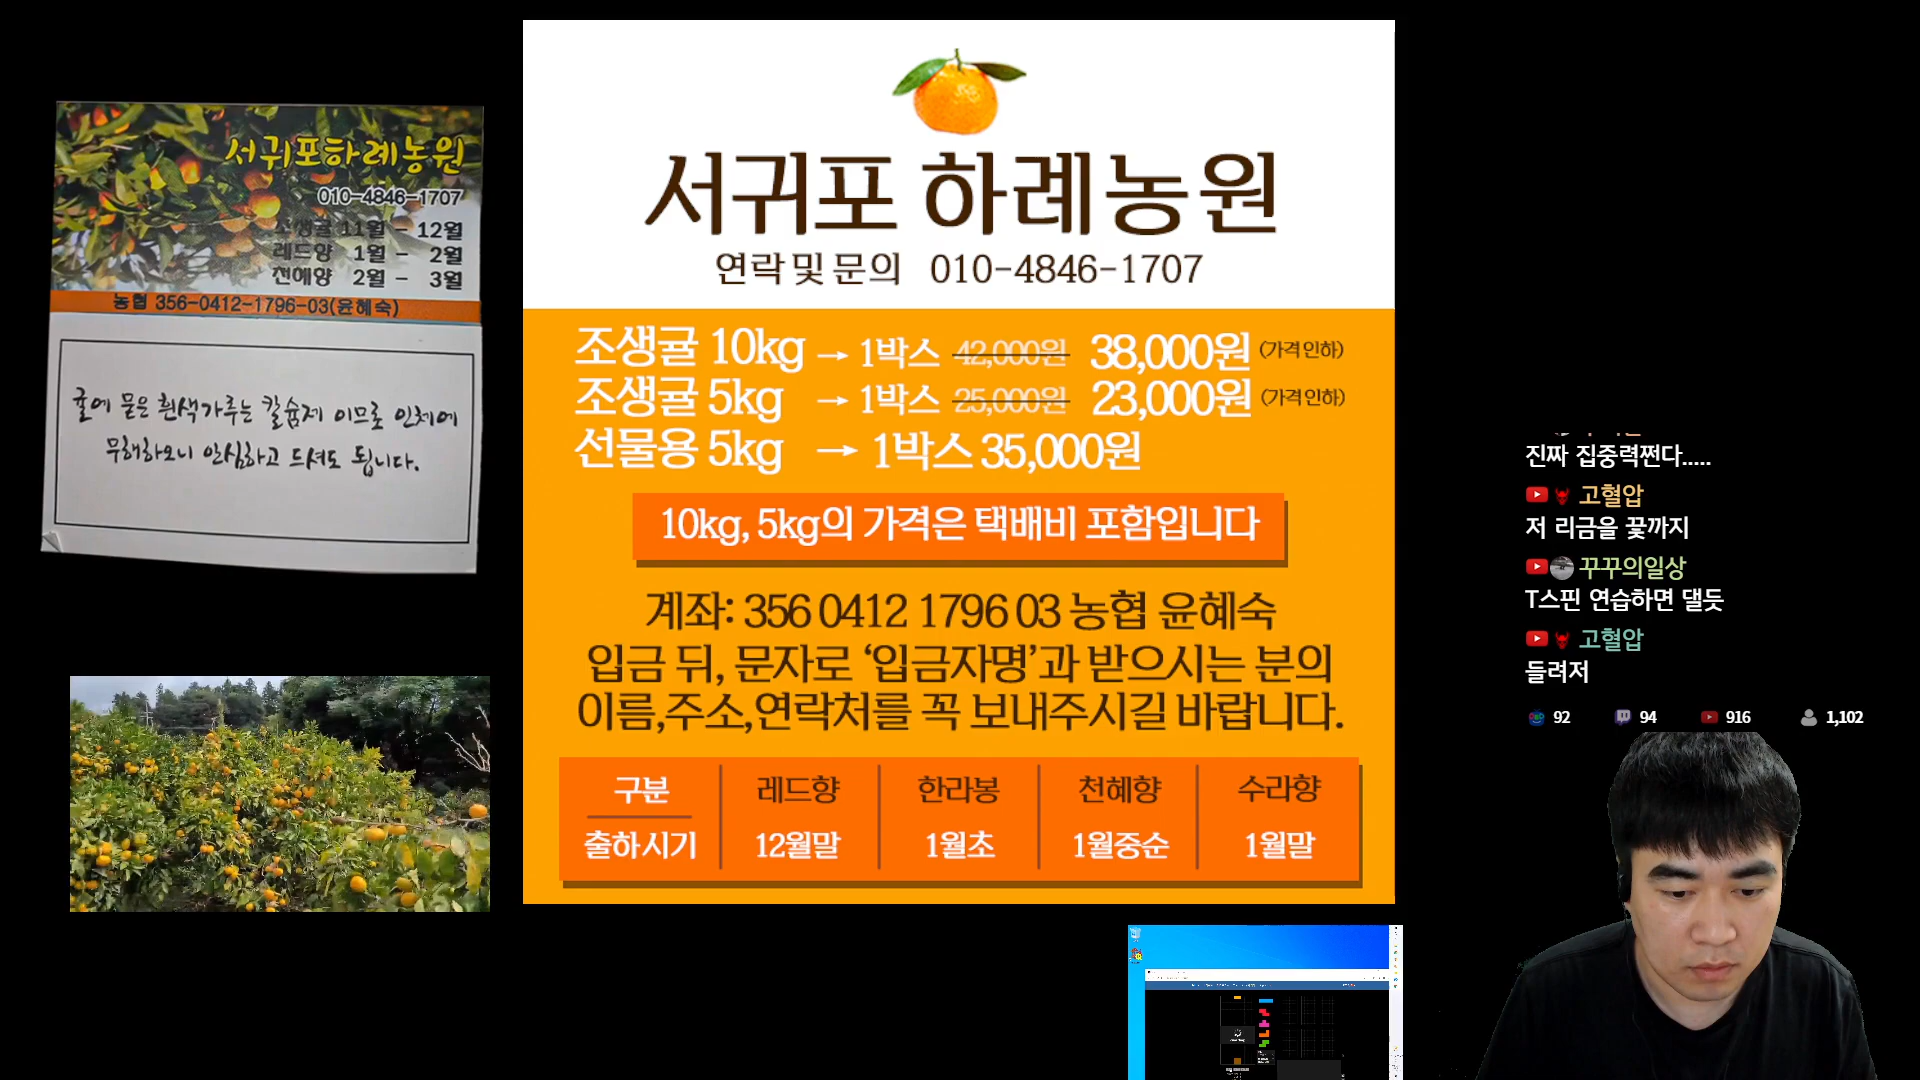 서귀포하례농원
010-4846-1707
조생귤 11월 - 12월
레드향 1월 - 2월
천혜향 2월 - 3월
농협 356-0412-1796-03(윤혜숙)
귤에 묻은 흰색가루는 칼슘제 이므로 인체에
무해하오니 안심하고 드셔도 됩니다.
서귀포 하례농원
연락 및 문의 010-4846-1707
조생귤 10kg → 1박스 42,000원 38,000원 (가격 인하)
조생귤 5kg → 1박스 25,000원 23,000원 (가격 인하)
선물용 5kg → 1박스 35,000원
10kg, 5kg의 가격은 택배비 포함입니다
계좌: 356 0412 1796 03 농협 윤혜숙
입금 뒤, 문자로 ‘입금자명’과 받으시는 분의
이름,주소,연락처를 꼭 보내주시길 바랍니다.
구분 레드향 한라봉 천혜향 수라향
출하시기 12월말 1월초 1월중순 1월말
진짜 집중력쩐다.....
고혈압
저 리금을 꽃까지
꾸꾸의일상
T스핀 연습하면 댈듯
고혈압
들려저
92 94 916 1,102